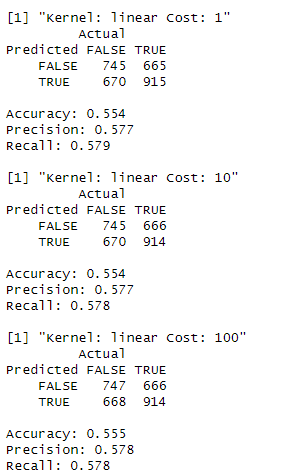 [1] "Kernel: linear Cost: 1"
Actual
Predicted FALSE TRUE
FALSE 745 665
TRUE 670 915
Accuracy: 0.554
Precision: 0.577
Recall: 0.579
[1] "Kernel: linear Cost: 10"
Actual
Predicted FALSE TRUE
FALSE 745 666
TRUE 670 914
Accuracy: 0.554
Precision: 0.577
Recall: 0.578
[1] "Kernel: linear Cost: 100"
Actual
Predicted FALSE TRUE
FALSE 747 666
TRUE 668 914
Accuracy: 0.555
Precision: 0.578
Recall: 0.578